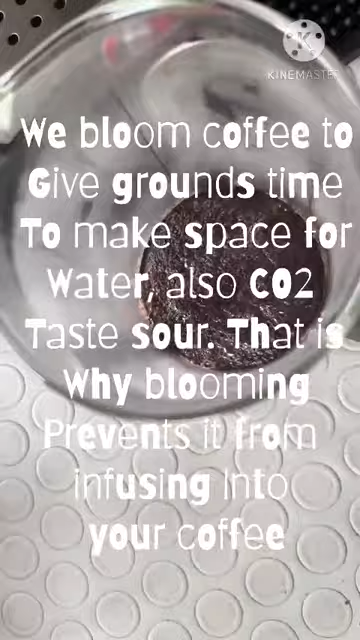 KINEMASTER
We bloom coffee to
Give grounds time
To make space for
Water, also CO2
Taste sour. That is
Why blooming
Prevents it from
infusing Into
your coffee